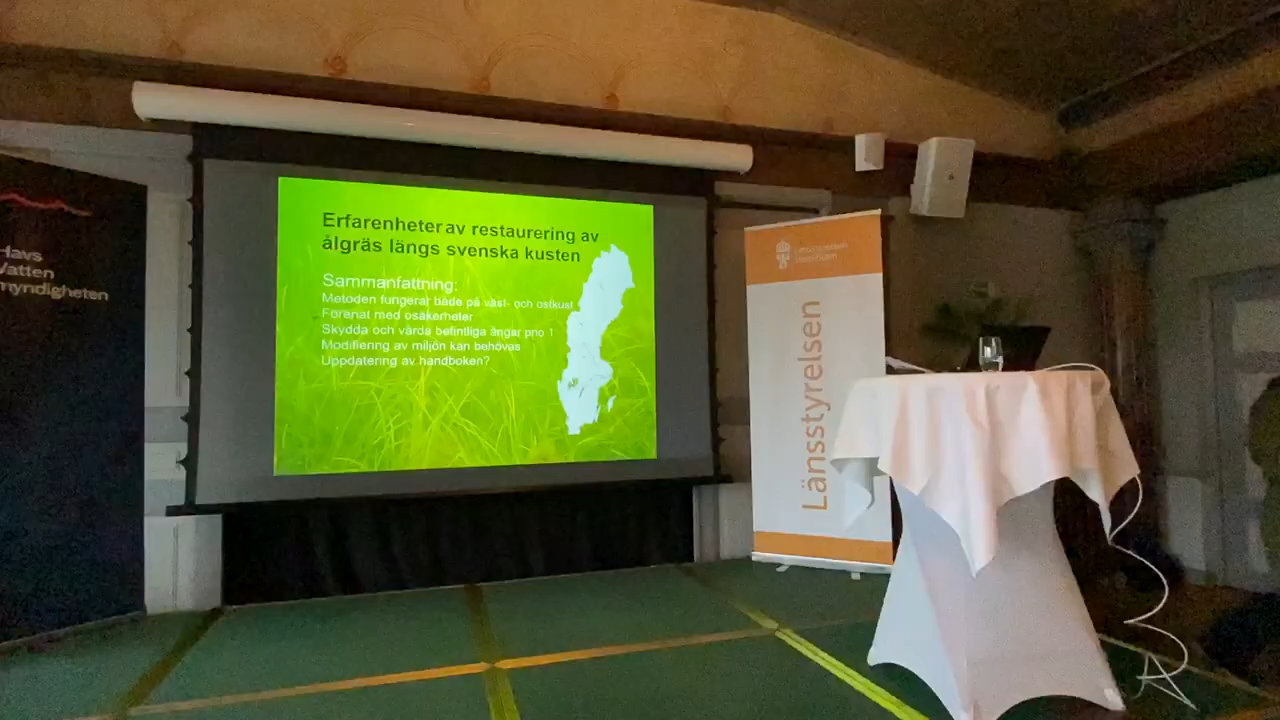 Havs
Vatten
myndigheten
Erfarenheter av restaurering av
ålgräs längs svenska kusten
Sammanfattning:
Metoden fungerar både på väst- och ostkust
Förenat med osäkerheter
Skydda och vårda befintliga ängar prio 1
Modifiering av miljön kan behövas
Uppdatering av handboken?
Länsstyrelsen